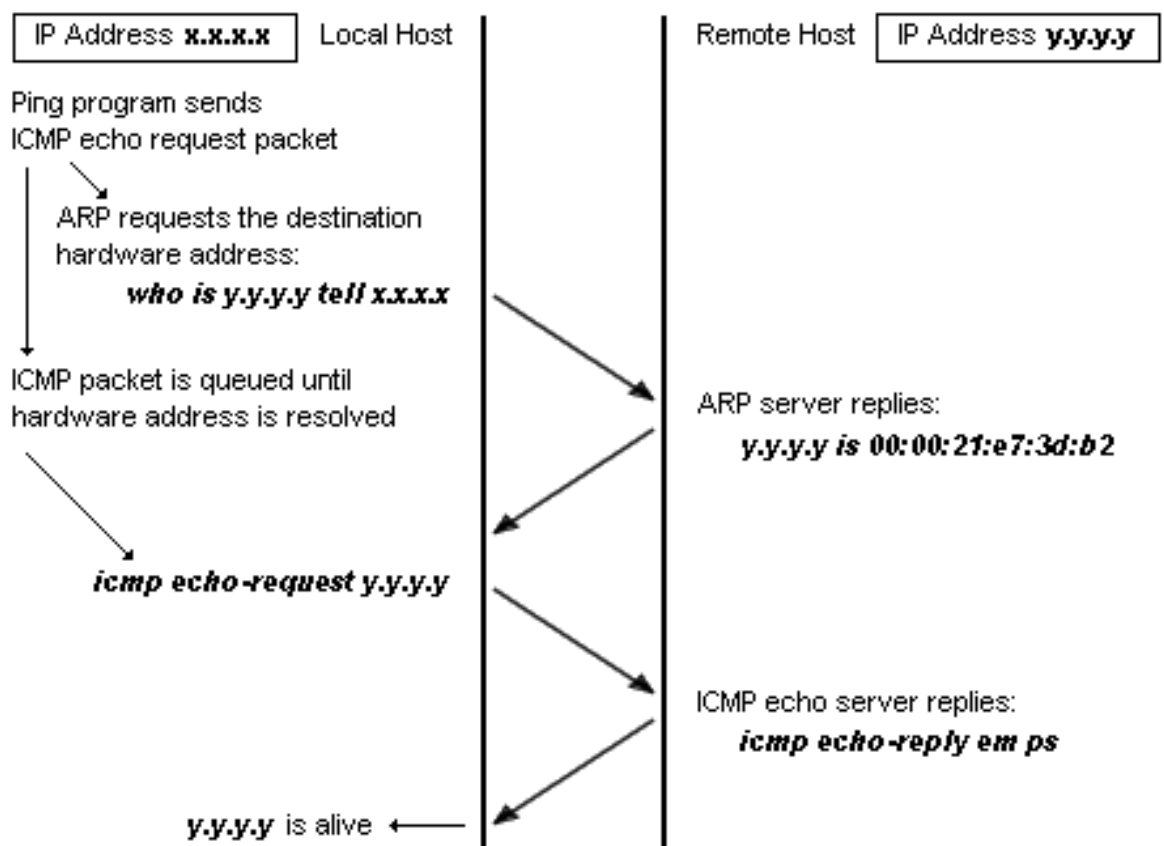 IP Address x.x.x.x Local Host
Remote Host IP Address y.y.y.y
Ping program sends
ICMP echo request packet
ARP requests the destination
hardware address:
who is y.y.y.y tell x.x.x.x
ICMP packet is queued until
hardware address is resolved
ARP server replies:
y.y.y.y is 00:00:21:e7:3d:b2
icmp echo-request y.y.y.y
ICMP echo server replies:
icmp echo-reply em ps
y.y.y.y is alive